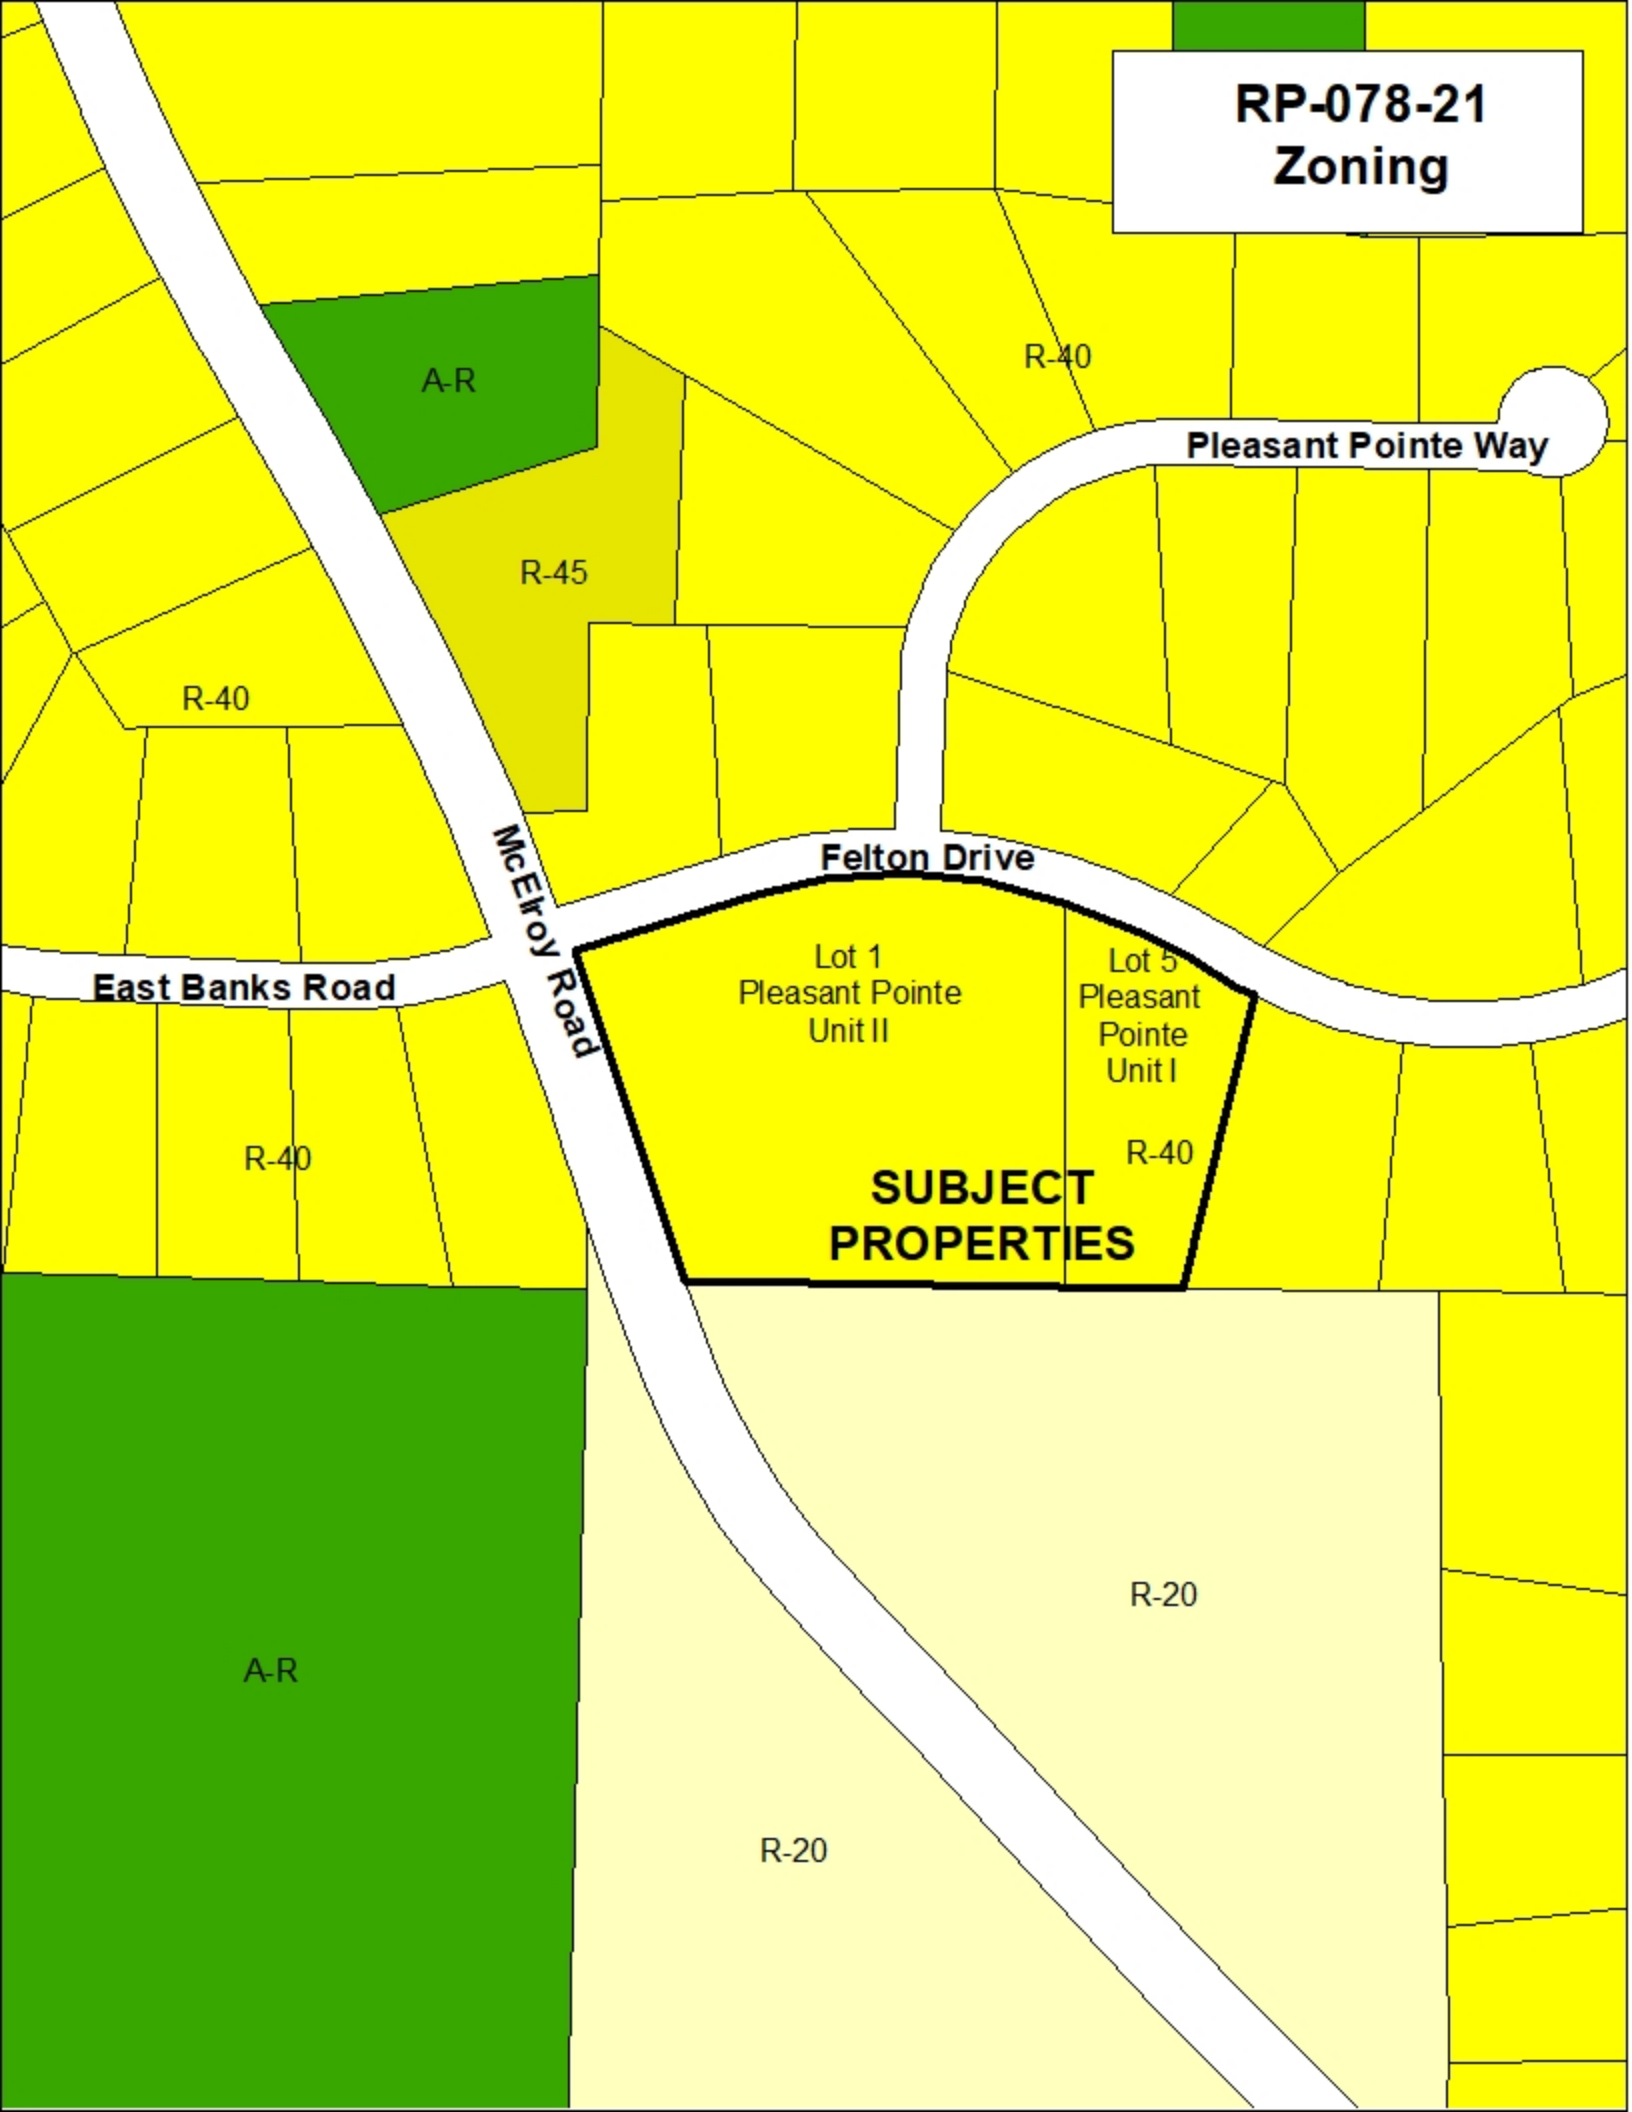 RP-078-21
Zoning
R-40
A-R
Pleasant Pointe Way
R-45
R-40
McElroy Road
Felton Drive
East Banks Road
Lot 1
Pleasant Pointe
Unit II
Lot 5
Pleasant
Pointe
Unit I
R-40
R-40
SUBJECT
PROPERTIES
R-20
A-R
R-20